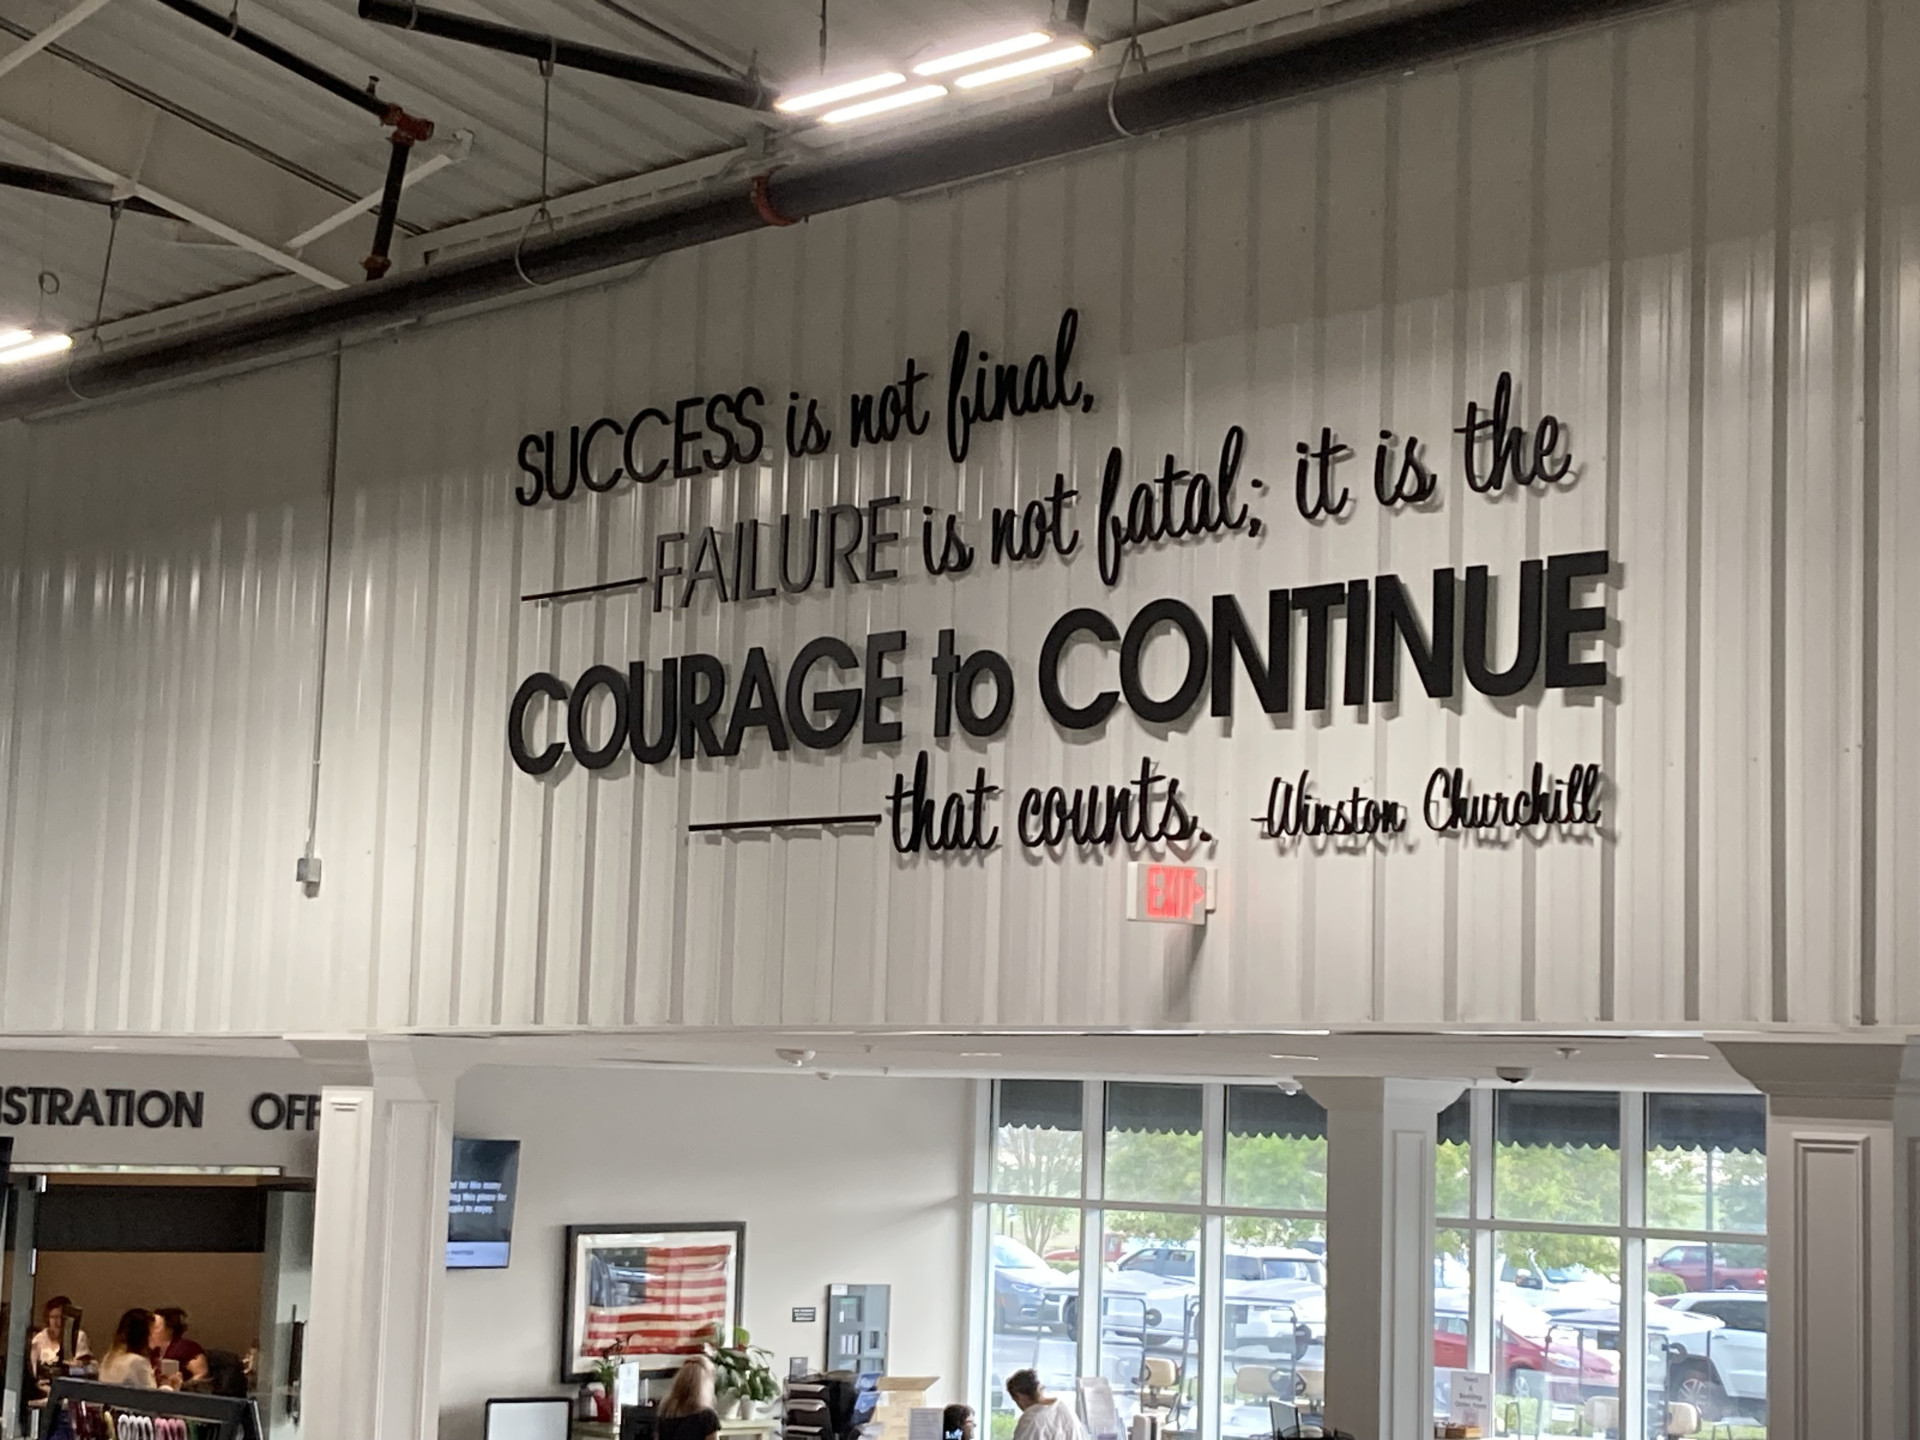 SUCCESS is not final,
FAILURE is not fatal; it is the
COURAGE to CONTINUE
that counts. -Winston Churchill
EXIT
ISTRATION OFF